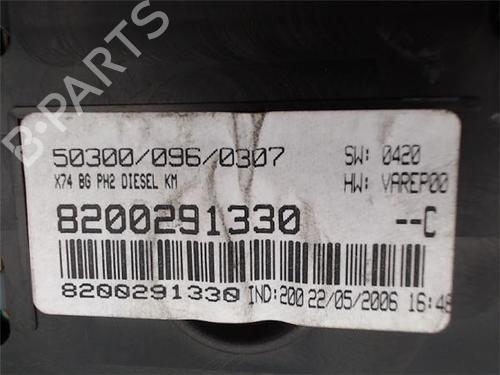 B-PARTS
50300/096/0307 SW: 0420
X74 BG PH2 DIESEL KM HW: VAREP00
8200291330 --C
8200291330 IND:200 22/05/2006 16:48